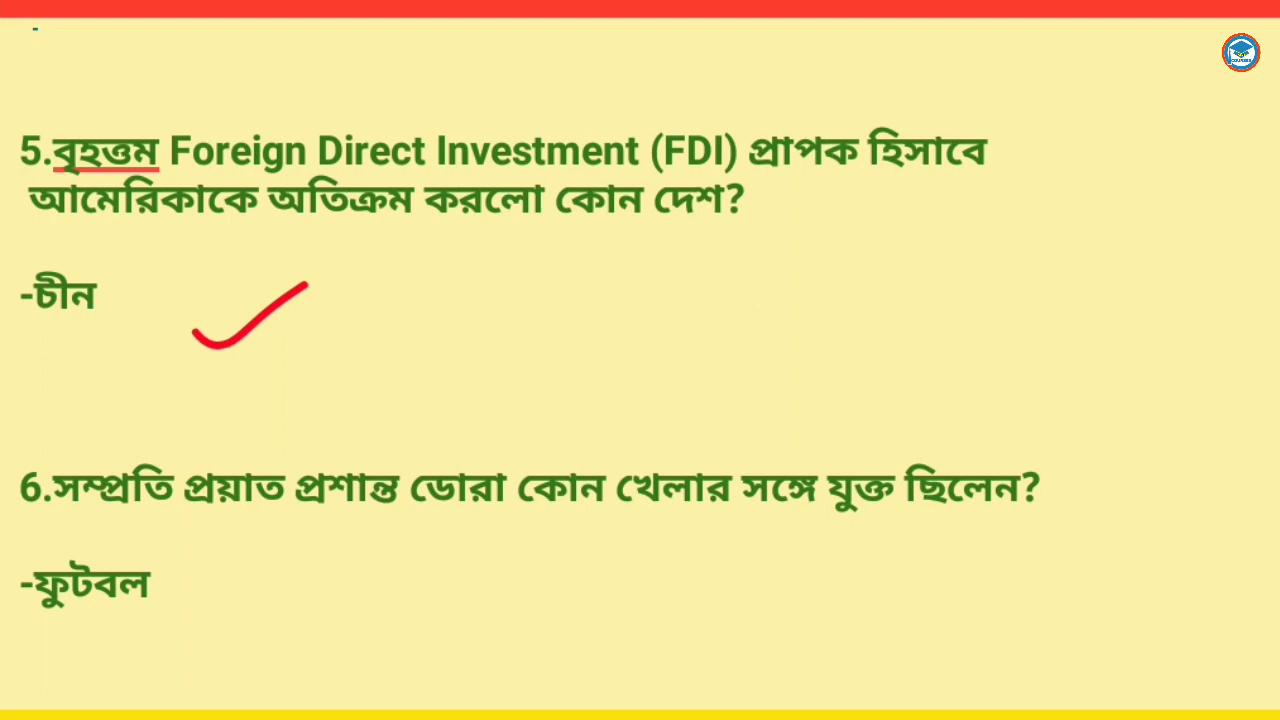 5.বৃহত্তম Foreign Direct Investment (FDI) প্রাপক হিসাবে
আমেরিকাকে অতিক্রম করলো কোন দেশ?
-চীন
6.সম্প্রতি প্রয়াত প্রশান্ত ডোরা কোন খেলার সঙ্গে যুক্ত ছিলেন?
-ফুটবল